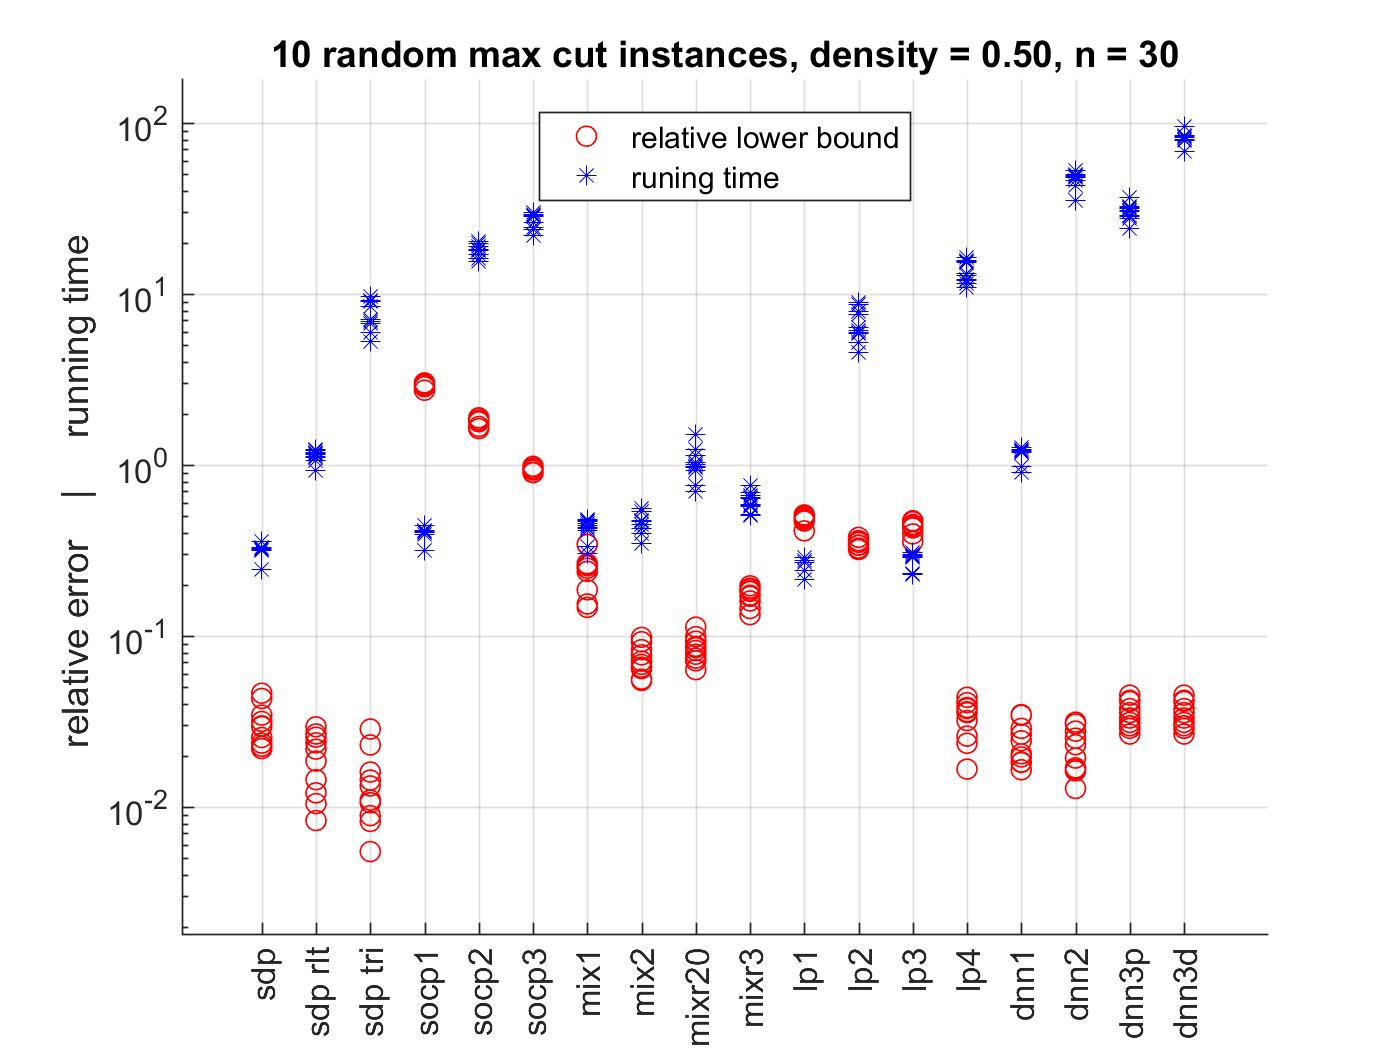 10 random max cut instances, density = 0.50, n = 30
relative lower bound
runing time
relative error | running time
10^2
10^1
10^0
10^-1
10^-2
sdp
sdp rlt
sdp tri
socp1
socp2
socp3
mix1
mix2
mixr20
mixr3
lp1
lp2
lp3
lp4
dnn1
dnn2
dnn3p
dnn3d